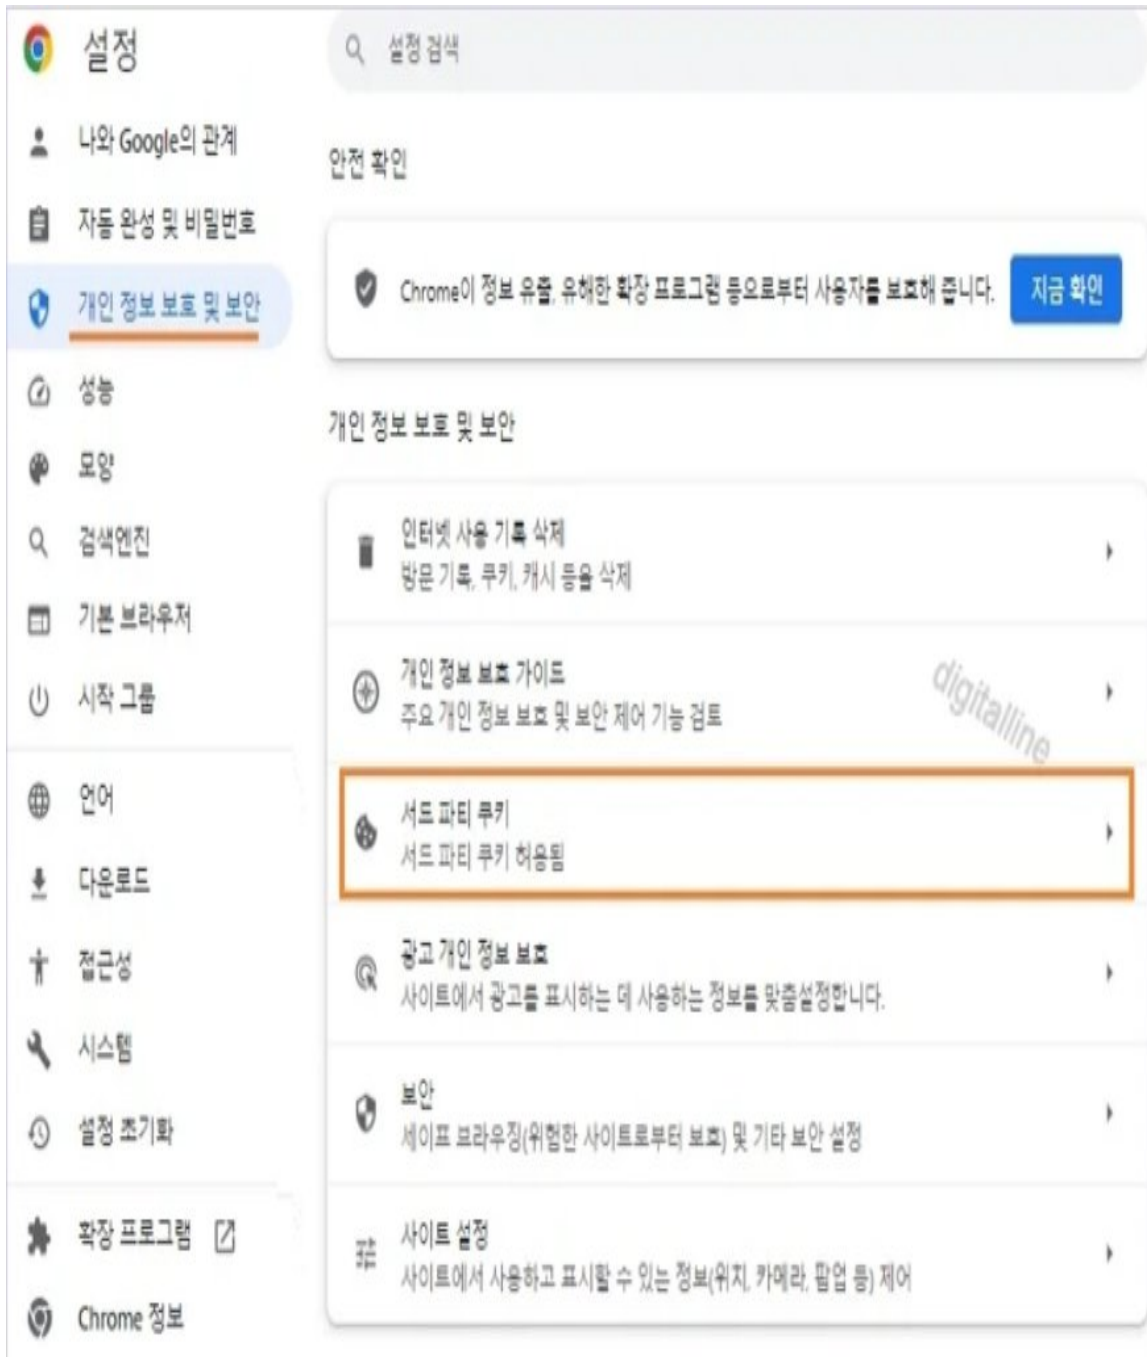 설정
설정 검색
나와 Google의 관계
자동 완성 및 비밀번호
개인 정보 보호 및 보안
성능
모양
검색엔진
기본 브라우저
시작 그룹
언어
다운로드
접근성
시스템
설정 초기화
확장 프로그램
Chrome 정보
안전 확인
Chrome이 정보 유출, 유해한 확장 프로그램 등으로부터 사용자를 보호해 줍니다.
지금 확인
개인 정보 보호 및 보안
인터넷 사용 기록 삭제
방문 기록, 쿠키, 캐시 등을 삭제
개인 정보 보호 가이드
주요 개인 정보 보호 및 보안 제어 기능 검토
digitalline
서드 파티 쿠키
서드 파티 쿠키 허용됨
광고 개인 정보 보호
사이트에서 광고를 표시하는 데 사용하는 정보를 맞춤설정합니다.
보안
세이프 브라우징(위험한 사이트로부터 보호) 및 기타 보안 설정
사이트 설정
사이트에서 사용하고 표시할 수 있는 정보(위치, 카메라, 팝업 등) 제어